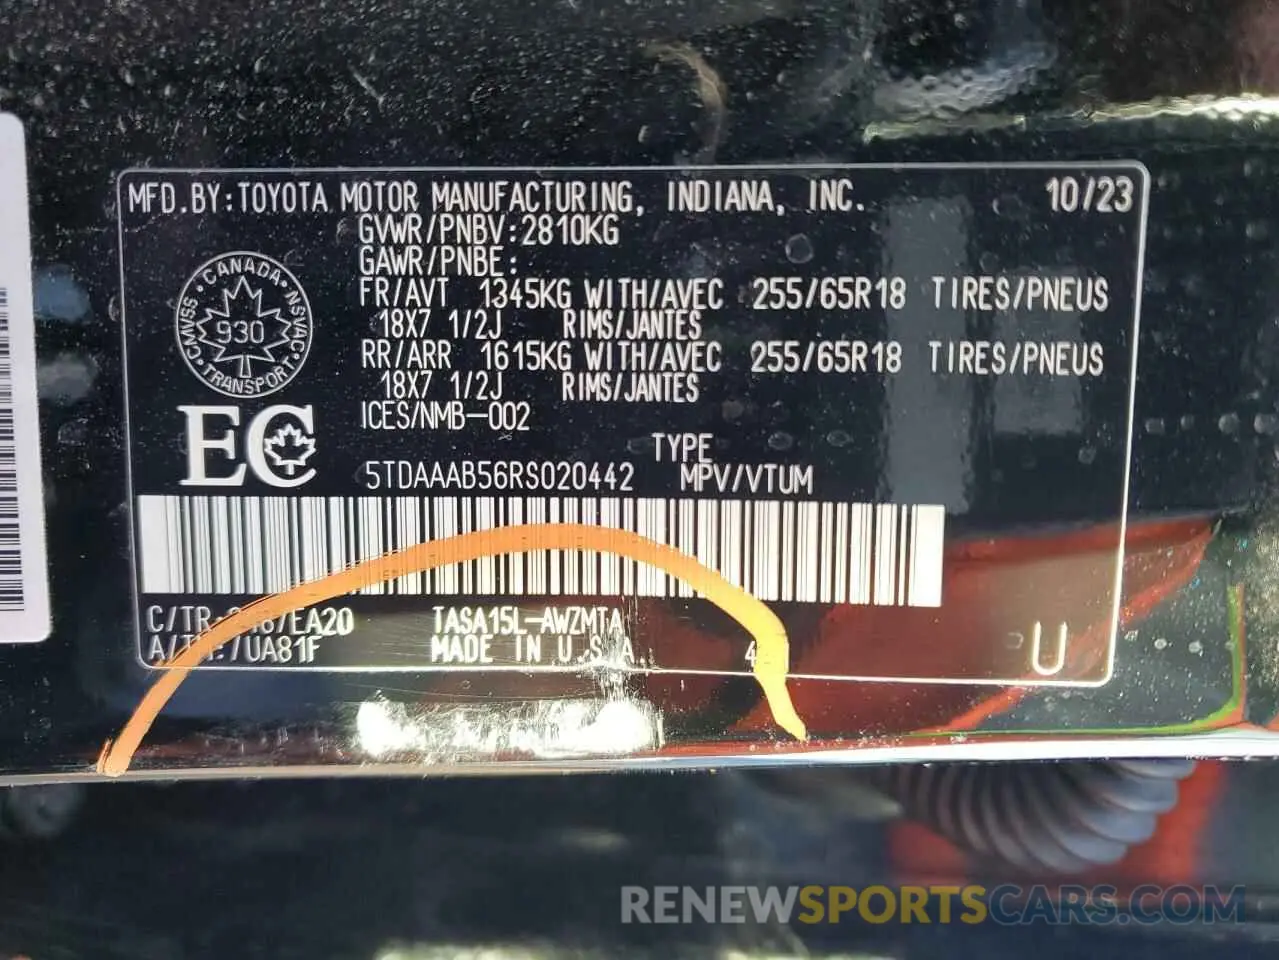 MFD.BY:TOYOTA MOTOR MANUFACTURING, INDIANA, INC. 10/23
GVWR/PNBV:2810KG
GAWR/PNBE:
FR/AVT 1345KG WITH/AVEC 255/65R18 TIRES/PNEUS
18X7 1/2J RIMS/JANTES
RR/ARR 1615KG WITH/AVEC 255/65R18 TIRES/PNEUS
18X7 1/2J RIMS/JANTES
ICES/NMB-002
CANADA • NSVAC • TRANSPORT • CMVSS •
930
EC
TYPE
5TDAAAB56RS020442 MPV/VTUM
C/TR: /EA20 TASA15L-AWZMTA
/UA81F MADE IN U.S.A.
U
RENEWSPORTSCARS.COM